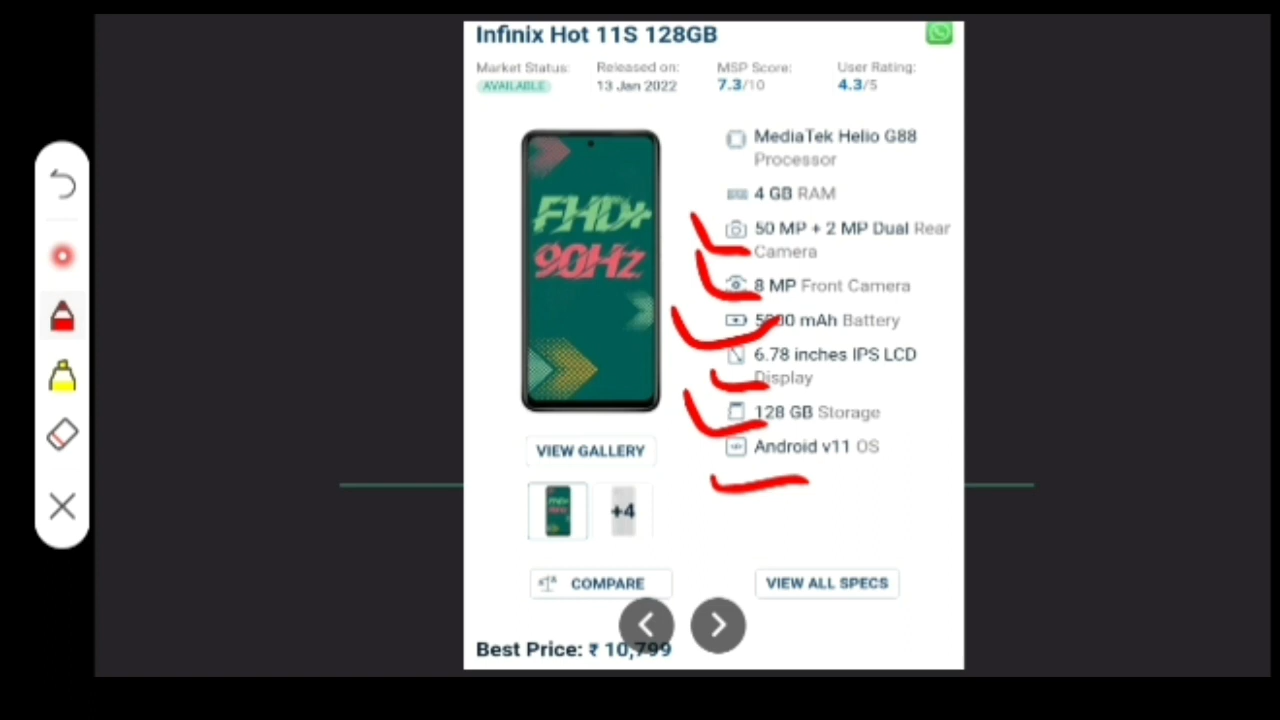 Infinix Hot 11S 128GB
Market Status: Released on: MSP Score: User Rating:
AVAILABLE 13 Jan 2022 7.3/10 4.3/5
FHD+
90Hz
MediaTek Helio G88
Processor
4 GB RAM
50 MP + 2 MP Dual Rear
Camera
8 MP Front Camera
5000 mAh Battery
6.78 inches IPS LCD
Display
128 GB Storage
Android v11 OS
VIEW GALLERY
+4
COMPARE VIEW ALL SPECS
Best Price: ₹ 10,799